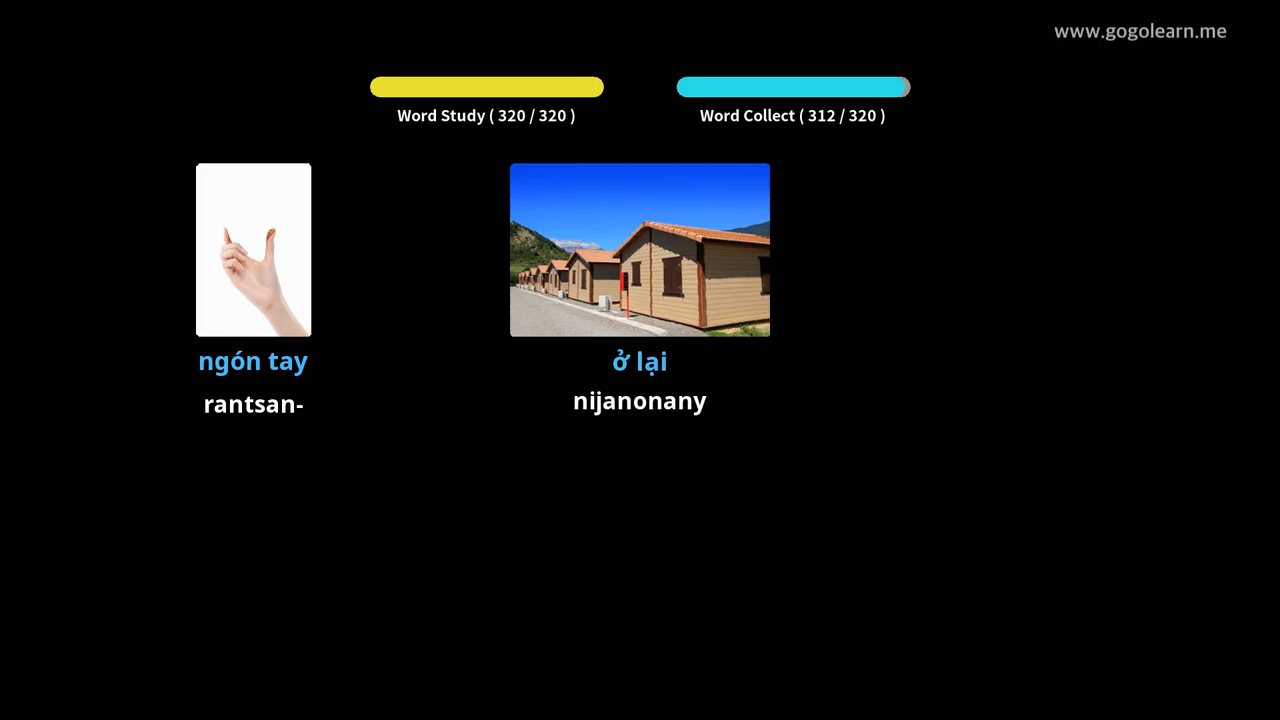 www.gogolearn.me
Word Study ( 320 / 320 )
Word Collect ( 312 / 320 )
ngón tay
rantsan-
ở lại
nijanonany